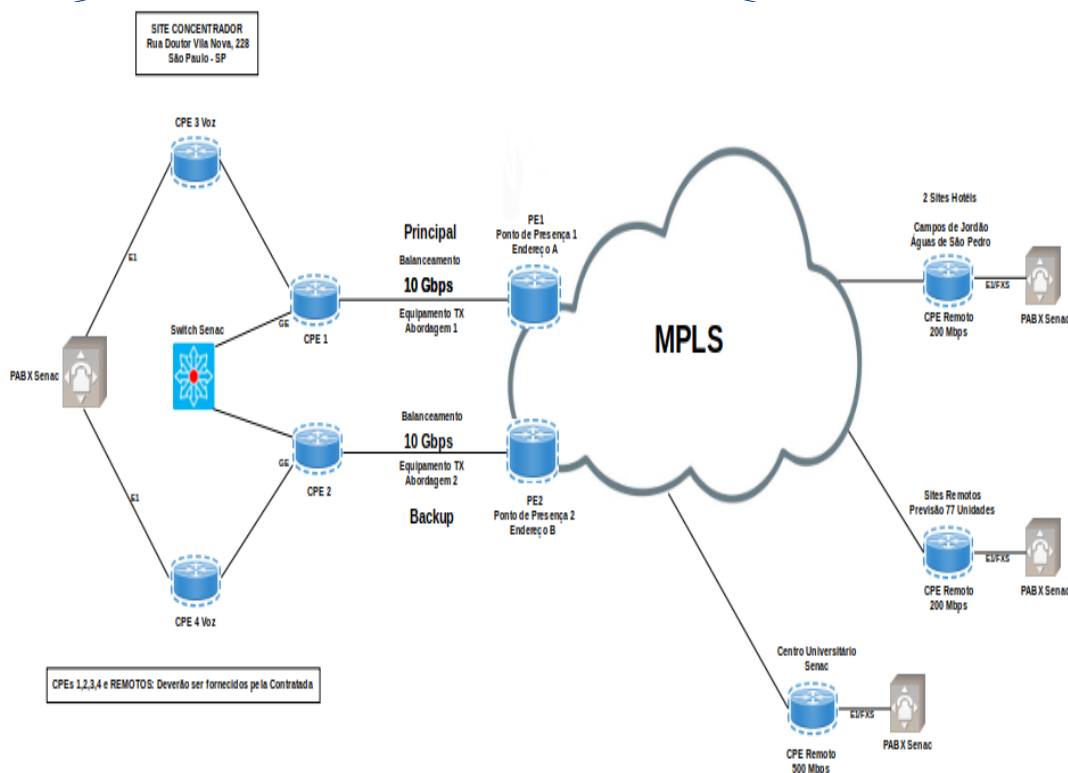 SITE CONCENTRADOR
Rua Doutor Vila Nova, 228
São Paulo - SP
CPE 3 Voz
E1
PABX Senac
Switch Senac
GE
CPE 1
Principal
Balanceamento
10 Gbps
Equipamento TX
Abordagem 1
PE1
Ponto de Presença 1
Endereço A
MPLS
2 Sites Hotéis
Campos de Jordão
Águas de São Pedro
E1/FXS
CPE Remoto
200 Mbps
PABX Senac
E1
GE
CPE 2
Balanceamento
10 Gbps
Equipamento TX
Abordagem 2
Backup
PE2
Ponto de Presença 2
Endereço B
Sites Remotos
Previsão 77 Unidades
E1/FXS
CPE Remoto
200 Mbps
PABX Senac
CPE 4 Voz
CPEs 1,2,3,4 e REMOTOS: Deverão ser fornecidos pela Contratada
Centro Universitário
Senac
E1/FXS
CPE Remoto
500 Mbps
PABX Senac